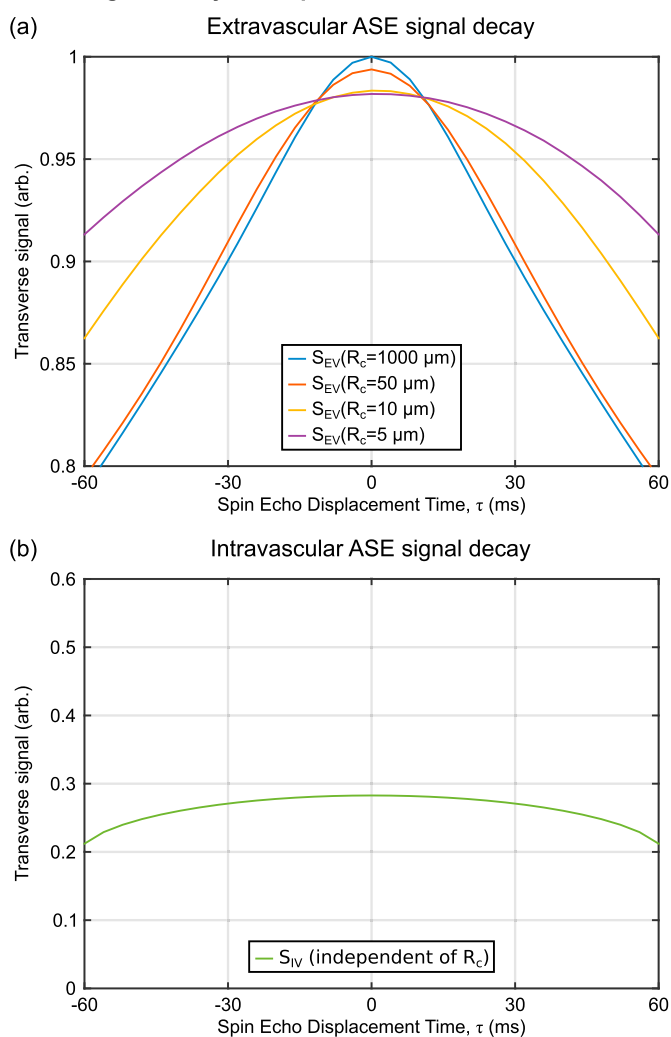 (a) Extravascular ASE signal decay
Transverse signal (arb.)
1
0.95
0.9
0.85
0.8
S_EV(R_c=1000 µm)
S_EV(R_c=50 µm)
S_EV(R_c=10 µm)
S_EV(R_c=5 µm)
-60 -30 0 30 60
Spin Echo Displacement Time, τ (ms)
(b) Intravascular ASE signal decay
Transverse signal (arb.)
0.6
0.5
0.4
0.3
0.2
0.1
0
S_IV (independent of R_c)
-60 -30 0 30 60
Spin Echo Displacement Time, τ (ms)